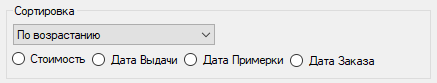 Сортировка
По возрастанию
Стоимость Дата Выдачи Дата Примерки Дата Заказа